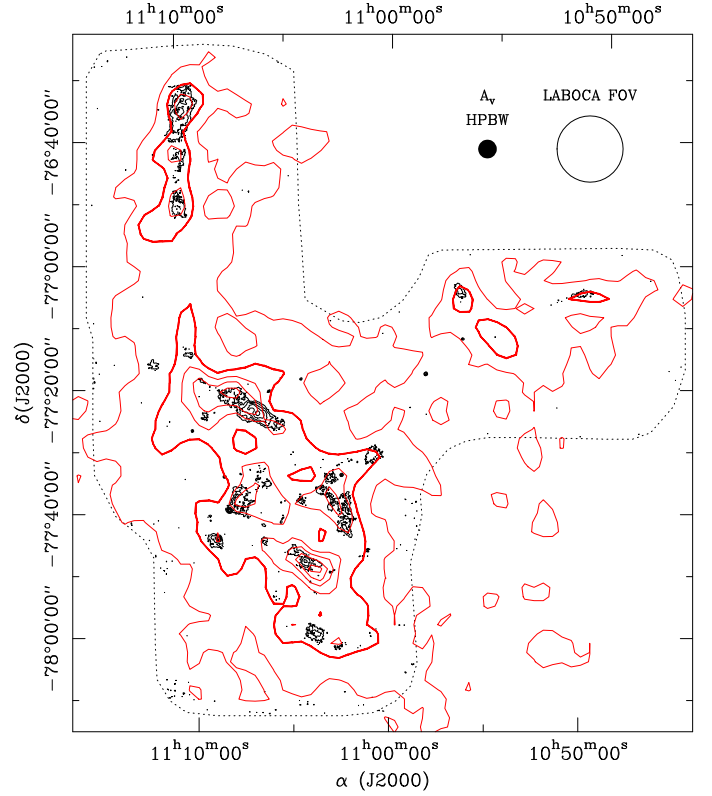 11ʰ10ᵐ00ˢ 11ʰ00ᵐ00ˢ 10ʰ50ᵐ00ˢ
Aᵥ LABOCA FOV
HPBW
−76°40'00''
−77°00'00''
−77°20'00''
δ(J2000)
−77°40'00''
−78°00'00''
11ʰ10ᵐ00ˢ 11ʰ00ᵐ00ˢ 10ʰ50ᵐ00ˢ
α (J2000)